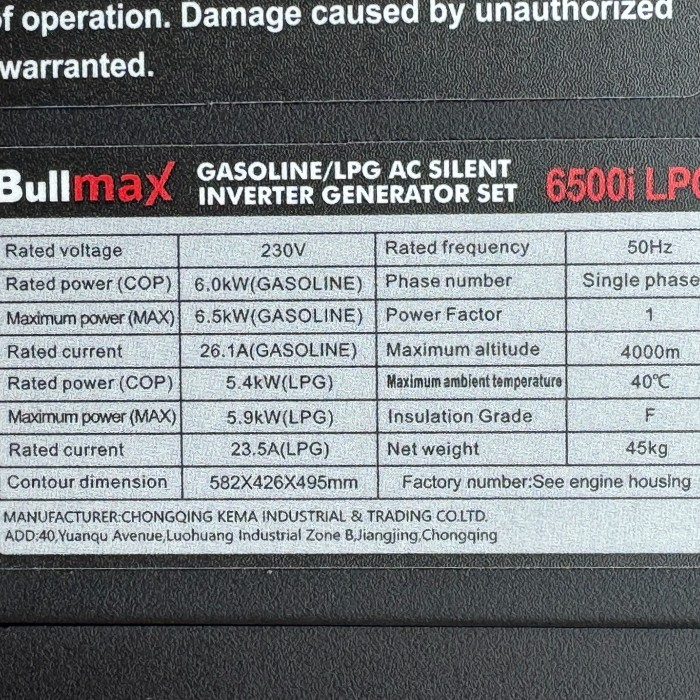 f operation. Damage caused by unauthorized
warranted.
Bullmax GASOLINE/LPG AC SILENT INVERTER GENERATOR SET 6500i LPG
Rated voltage 230V Rated frequency 50Hz
Rated power (COP) 6.0kW(GASOLINE) Phase number Single phase
Maximum power (MAX) 6.5kW(GASOLINE) Power Factor 1
Rated current 26.1A(GASOLINE) Maximum altitude 4000m
Rated power (COP) 5.4kW(LPG) Maximum ambient temperature 40℃
Maximum power (MAX) 5.9kW(LPG) Insulation Grade F
Rated current 23.5A(LPG) Net weight 45kg
Contour dimension 582X426X495mm Factory number:See engine housing
MANUFACTURER:CHONGQING KEMA INDUSTRIAL & TRADING CO.LTD.
ADD:40,Yuanqu Avenue,Luohuang Industrial Zone B,Jiangjing,Chongqing